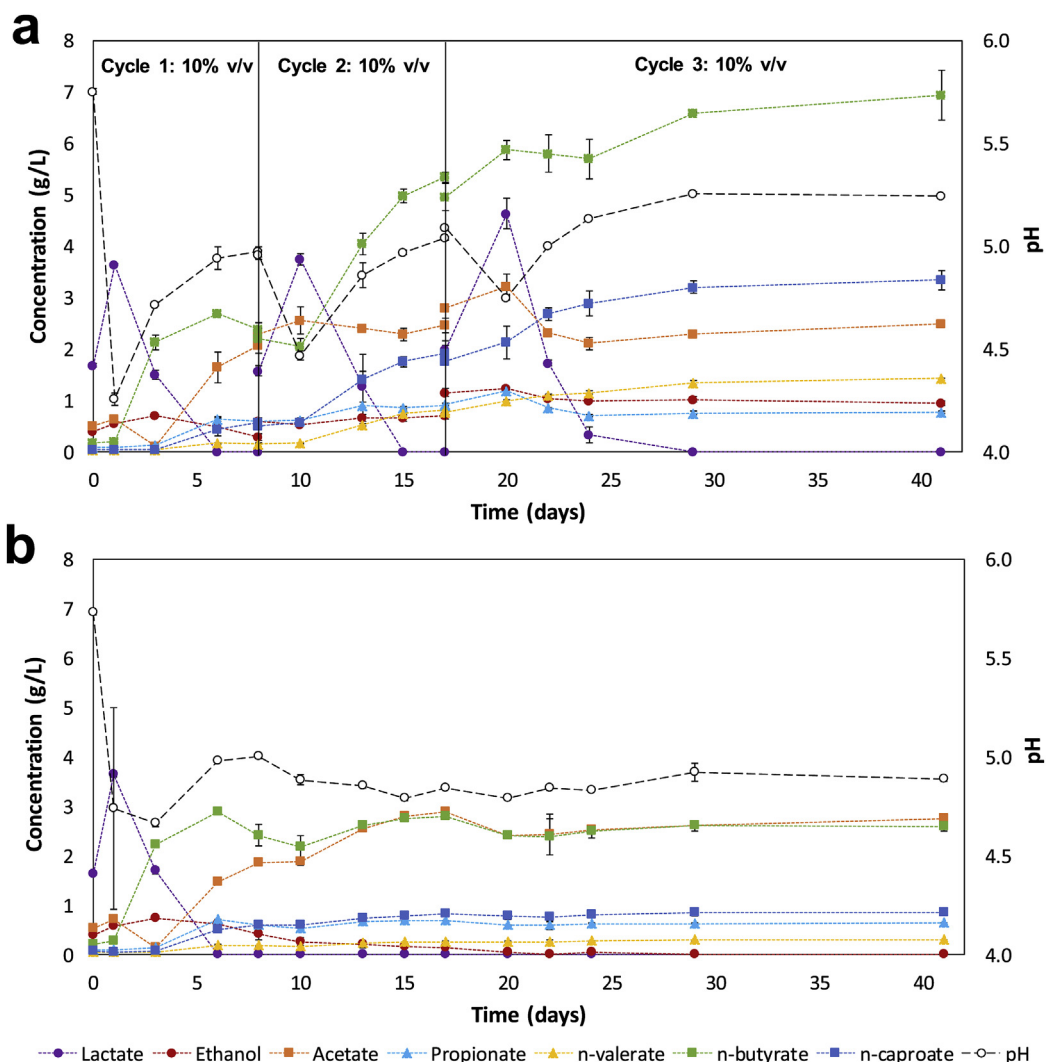 a
Cycle 1: 10% v/v Cycle 2: 10% v/v Cycle 3: 10% v/v
8
7
6
5
4
3
2
1
0
Concentration (g/L)
6.0
5.5
5.0
4.5
4.0
pH
0 5 10 15 20 25 30 35 40
Time (days)
b
8
7
6
5
4
3
2
1
0
Concentration (g/L)
6.0
5.5
5.0
4.5
4.0
pH
0 5 10 15 20 25 30 35 40
Time (days)
Lactate Ethanol Acetate Propionate n-valerate n-butyrate n-caproate pH